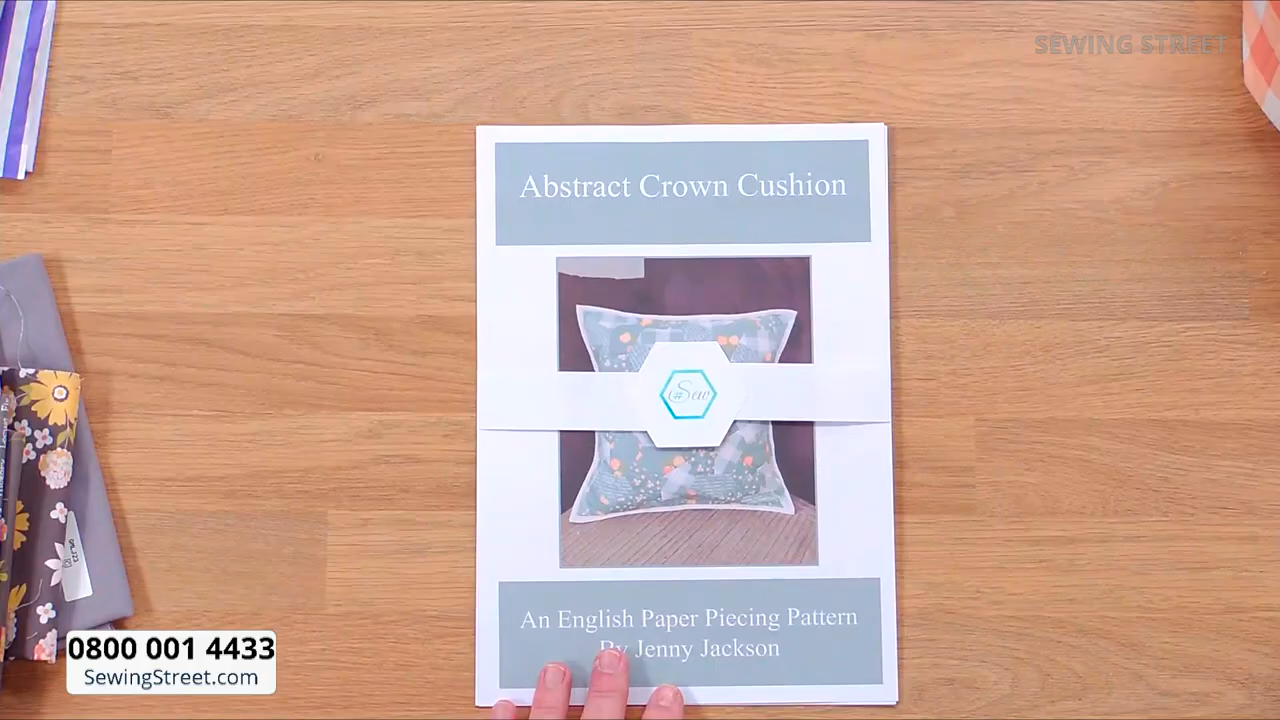 SEWING STREET
Abstract Crown Cushion
#Sew
An English Paper Piecing Pattern
By Jenny Jackson
0800 001 4433
SewingStreet.com